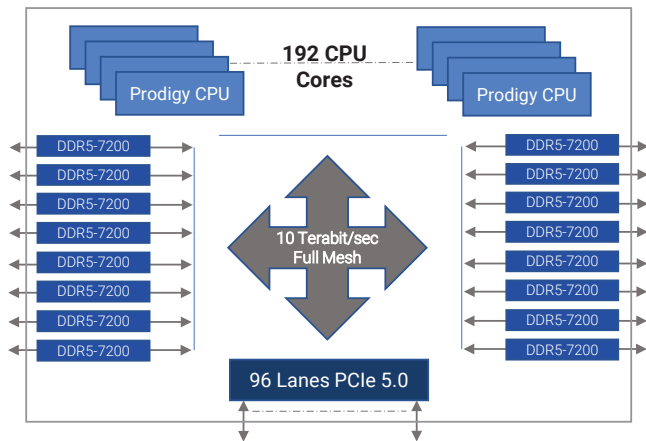 192 CPU
Cores
Prodigy CPU
Prodigy CPU
DDR5-7200
DDR5-7200
DDR5-7200
DDR5-7200
DDR5-7200
DDR5-7200
DDR5-7200
DDR5-7200
10 Terabit/sec
Full Mesh
DDR5-7200
DDR5-7200
DDR5-7200
DDR5-7200
DDR5-7200
DDR5-7200
DDR5-7200
DDR5-7200
96 Lanes PCIe 5.0